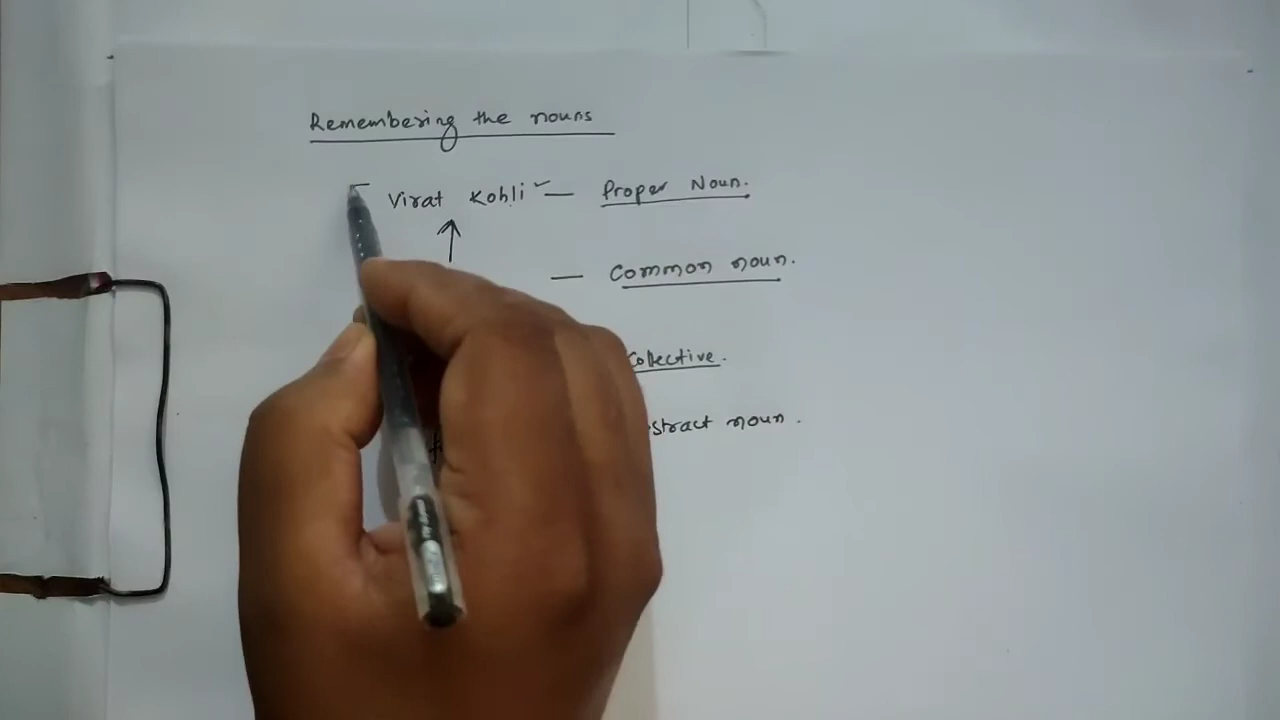 Remembering the nouns
Virat Kohli — Proper Noun.
— Common noun.
Collective.
stract noun.